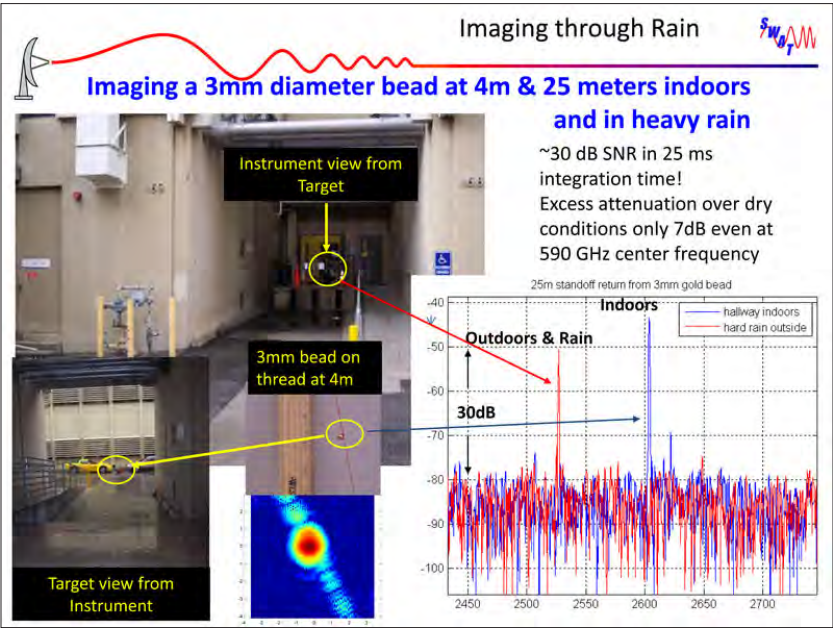 Imaging through Rain
SWAT
Imaging a 3mm diameter bead at 4m & 25 meters indoors
and in heavy rain
~30 dB SNR in 25 ms
integration time!
Excess attenuation over dry
conditions only 7dB even at
590 GHz center frequency
Instrument view from
Target
3mm bead on
thread at 4m
Target view from
Instrument
25m standoff return from 3mm gold bead
Indoors
hallway indoors
hard rain outside
Outdoors & Rain
30dB
-40
-50
-60
-70
-80
-90
-100
2450 2500 2550 2600 2650 2700